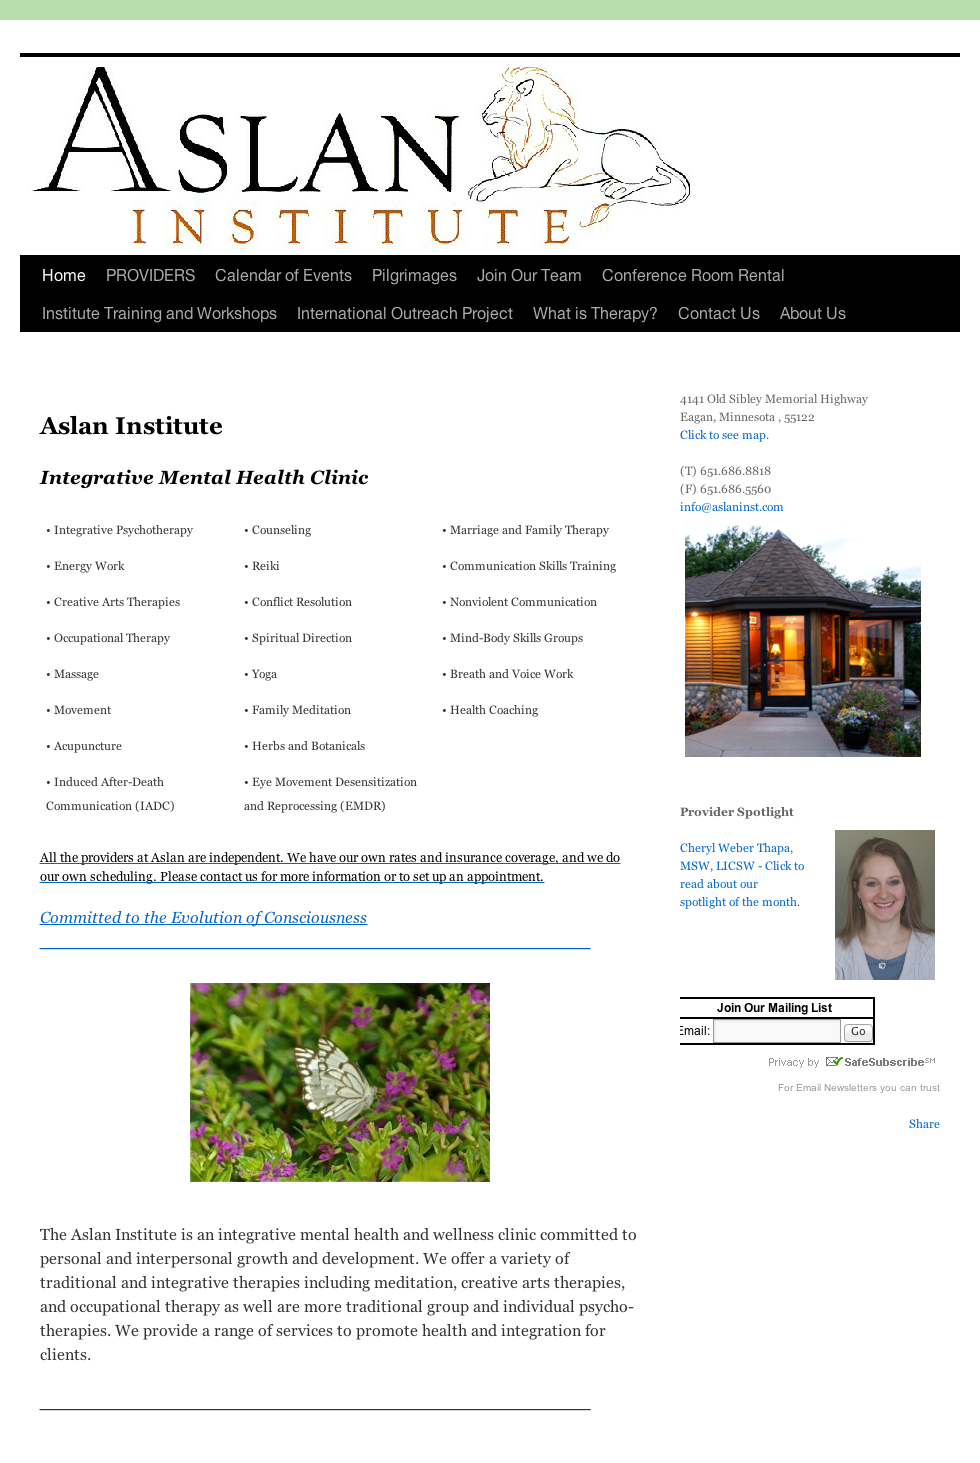 ASLAN
INSTITUTE
Home PROVIDERS Calendar of Events Pilgrimages Join Our Team Conference Room Rental
Institute Training and Workshops International Outreach Project What is Therapy? Contact Us About Us
Aslan Institute
Integrative Mental Health Clinic
• Integrative Psychotherapy • Counseling • Marriage and Family Therapy
• Energy Work • Reiki • Communication Skills Training
• Creative Arts Therapies • Conflict Resolution • Nonviolent Communication
• Occupational Therapy • Spiritual Direction • Mind-Body Skills Groups
• Massage • Yoga • Breath and Voice Work
• Movement • Family Meditation • Health Coaching
• Acupuncture • Herbs and Botanicals
• Induced After-Death • Eye Movement Desensitization
Communication (IADC) and Reprocessing (EMDR)
All the providers at Aslan are independent. We have our own rates and insurance coverage, and we do
our own scheduling. Please contact us for more information or to set up an appointment.
Committed to the Evolution of Consciousness
The Aslan Institute is an integrative mental health and wellness clinic committed to
personal and interpersonal growth and development. We offer a variety of
traditional and integrative therapies including meditation, creative arts therapies,
and occupational therapy as well are more traditional group and individual psycho-
therapies. We provide a range of services to promote health and integration for
clients.
4141 Old Sibley Memorial Highway
Eagan, Minnesota , 55122
Click to see map.
(T) 651.686.8818
(F) 651.686.5560
info@aslaninst.com
Provider Spotlight
Cheryl Weber Thapa,
MSW, LICSW - Click to
read about our
spotlight of the month.
Join Our Mailing List
Email: Go
Privacy by SafeSubscribe℠
For Email Newsletters you can trust
Share